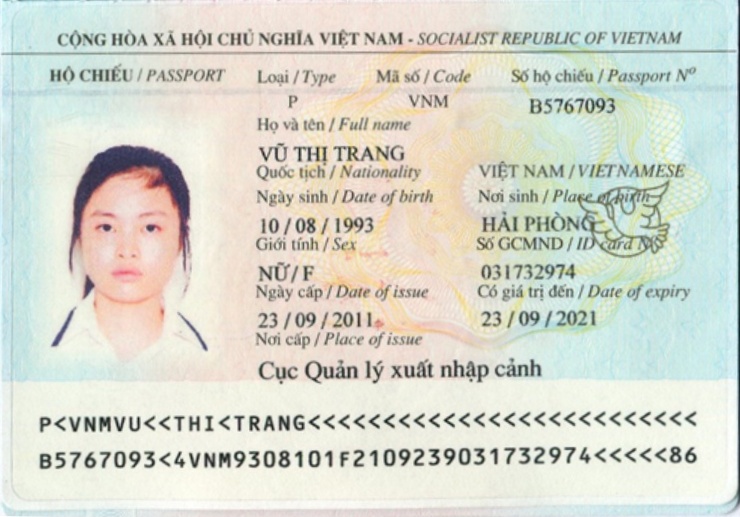 CỘNG HÒA XÃ HỘI CHỦ NGHĨA VIỆT NAM - SOCIALIST REPUBLIC OF VIETNAM
HỘ CHIẾU / PASSPORT Loại / Type Mã số / Code Số hộ chiếu / Passport Nº
P VNM B5767093
Họ và tên / Full name
VŨ THỊ TRANG
Quốc tịch / Nationality VIỆT NAM / VIETNAMESE
Ngày sinh / Date of birth Nơi sinh / Place of birth
10 / 08 / 1993 HẢI PHÒNG
Giới tính / Sex Số GCMND / ID card Nº
NỮ / F 031732974
Ngày cấp / Date of issue Có giá trị đến / Date of expiry
23 / 09 / 2011 23 / 09 / 2021
Nơi cấp / Place of issue
Cục Quản lý xuất nhập cảnh
P<VNMVU<<THI<TRANG<<<<<<<<<<<<<<<<<<<<<<<<<<
B5767093<4VNM9308101F2109239031732974<<<<<86